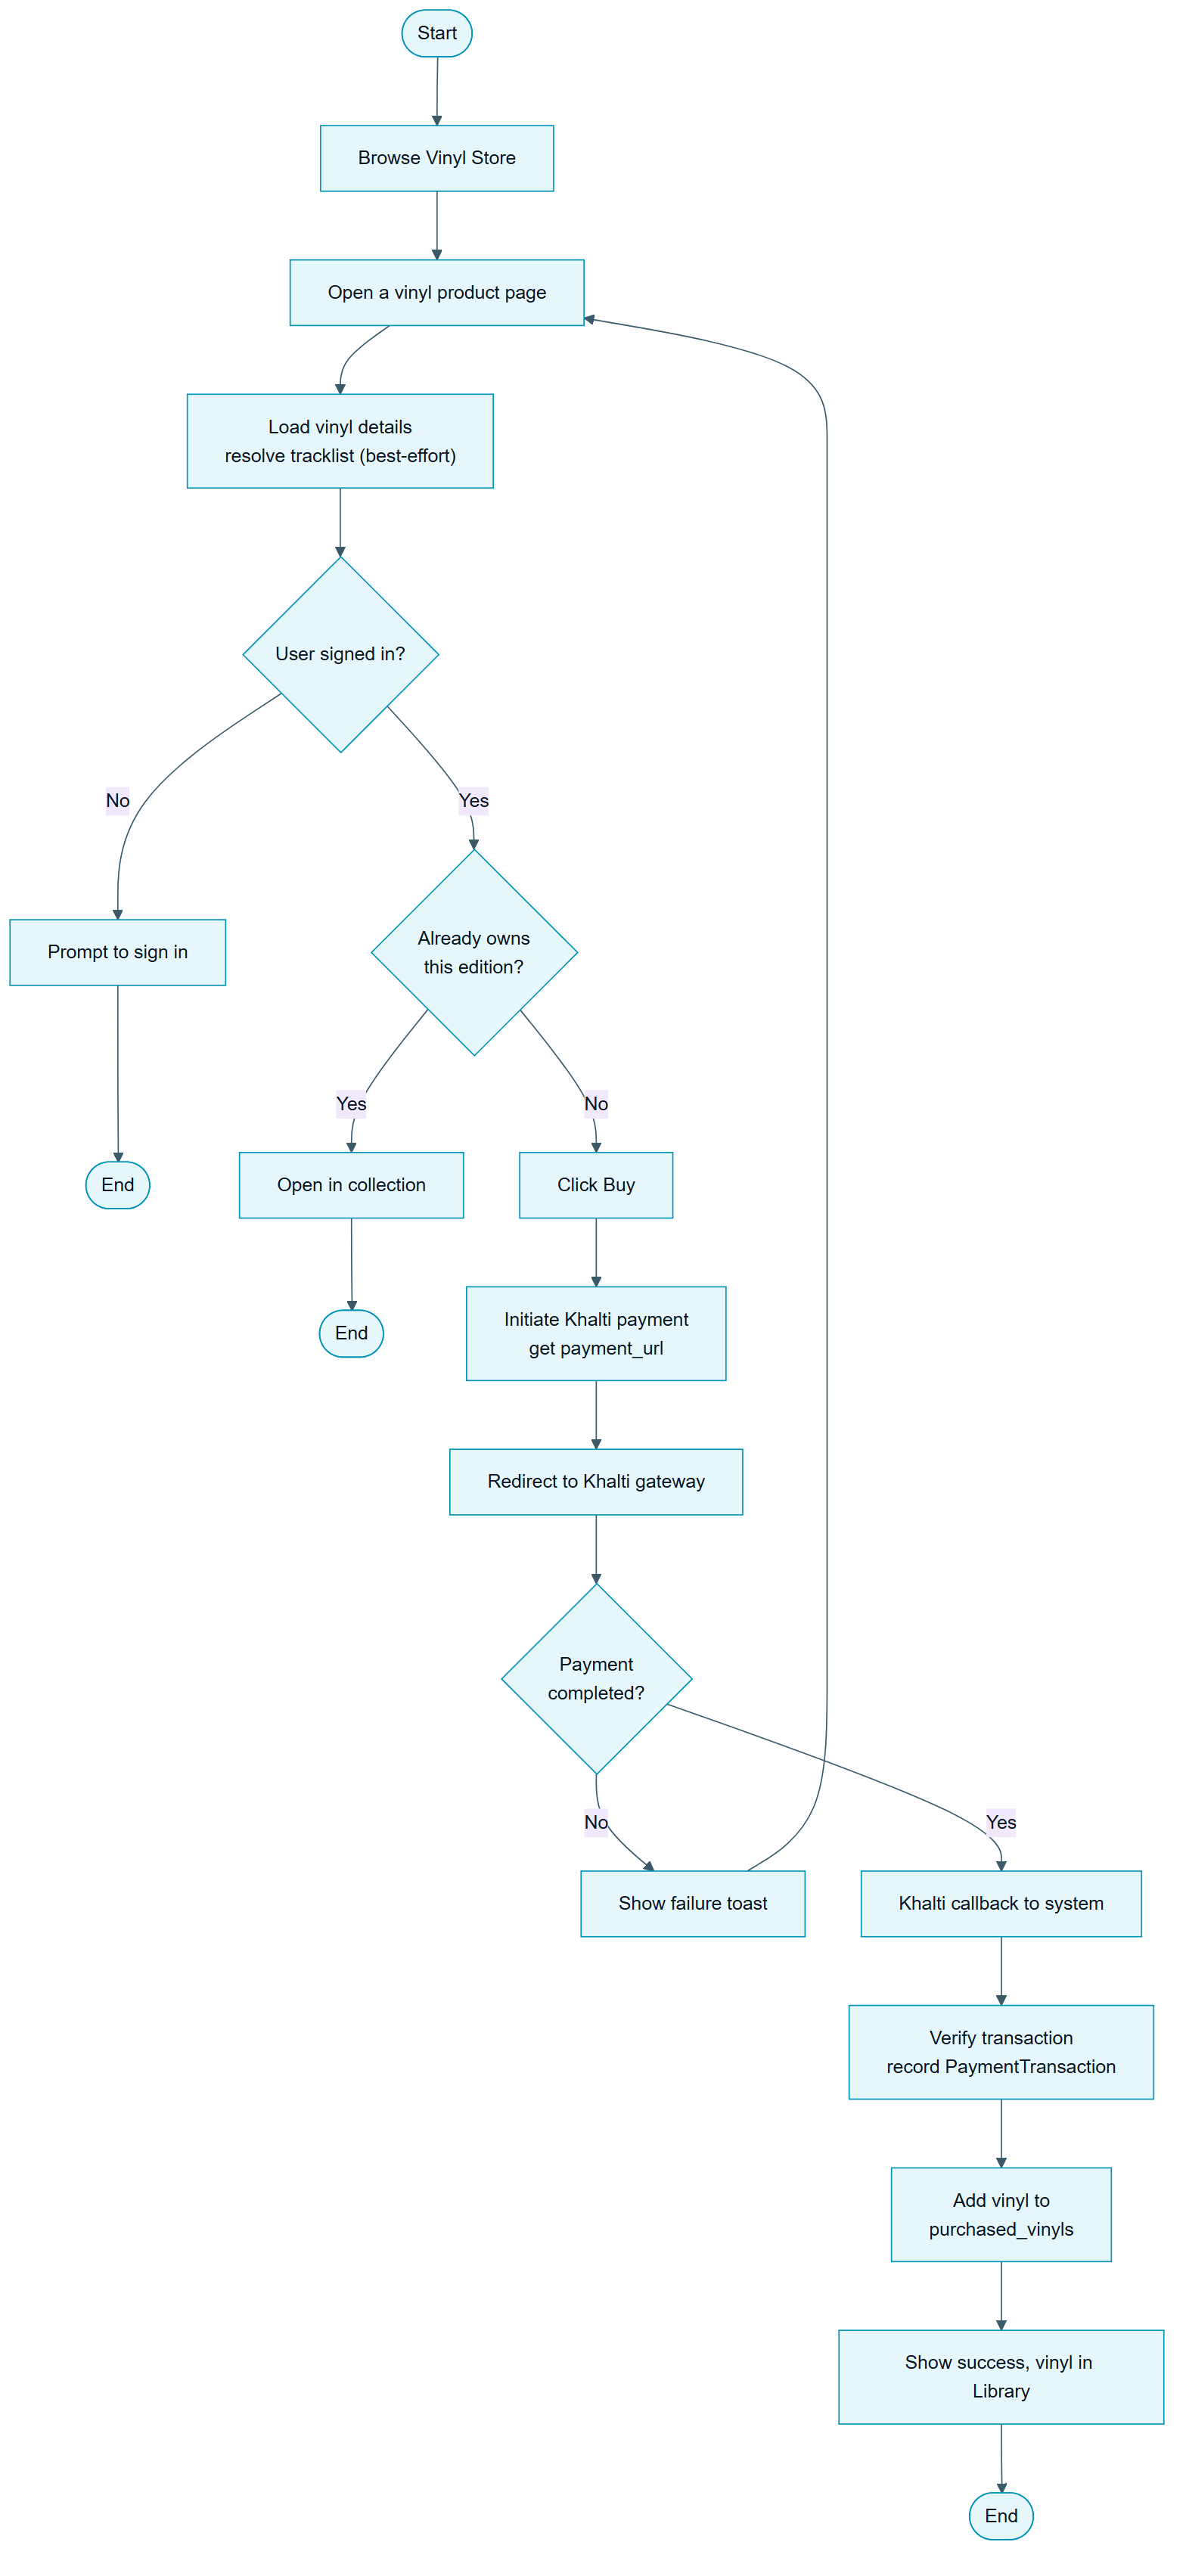 Start
Browse Vinyl Store
Open a vinyl product page
Load vinyl details
resolve tracklist (best-effort)
User signed in?
No
Yes
Prompt to sign in
Already owns
this edition?
Yes
No
End
Open in collection
Click Buy
End
Initiate Khalti payment
get payment_url
Redirect to Khalti gateway
Payment
completed?
No
Yes
Show failure toast
Khalti callback to system
Verify transaction
record PaymentTransaction
Add vinyl to
purchased_vinyls
Show success, vinyl in
Library
End